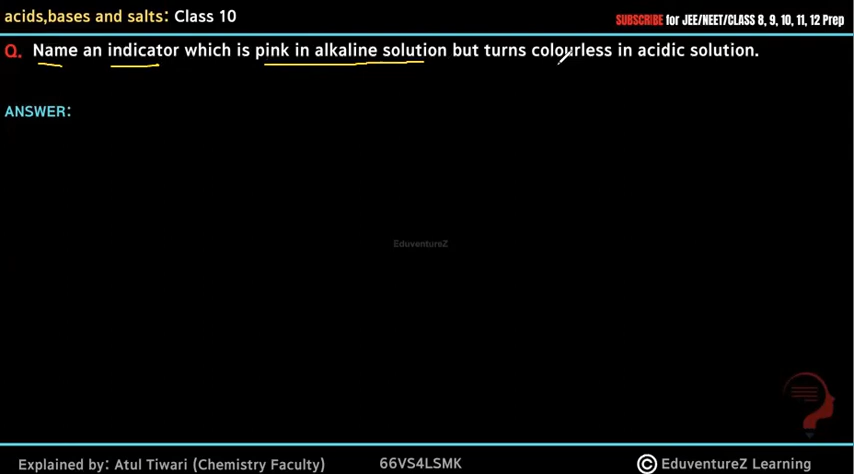 acids,bases and salts: Class 10
SUBSCRIBE for JEE/NEET/CLASS 8, 9, 10, 11, 12 Prep
Q. Name an indicator which is pink in alkaline solution but turns colourless in acidic solution.
ANSWER:
EduventureZ
Explained by: Atul Tiwari (Chemistry Faculty)
66VS4LSMK
© EduventureZ Learning